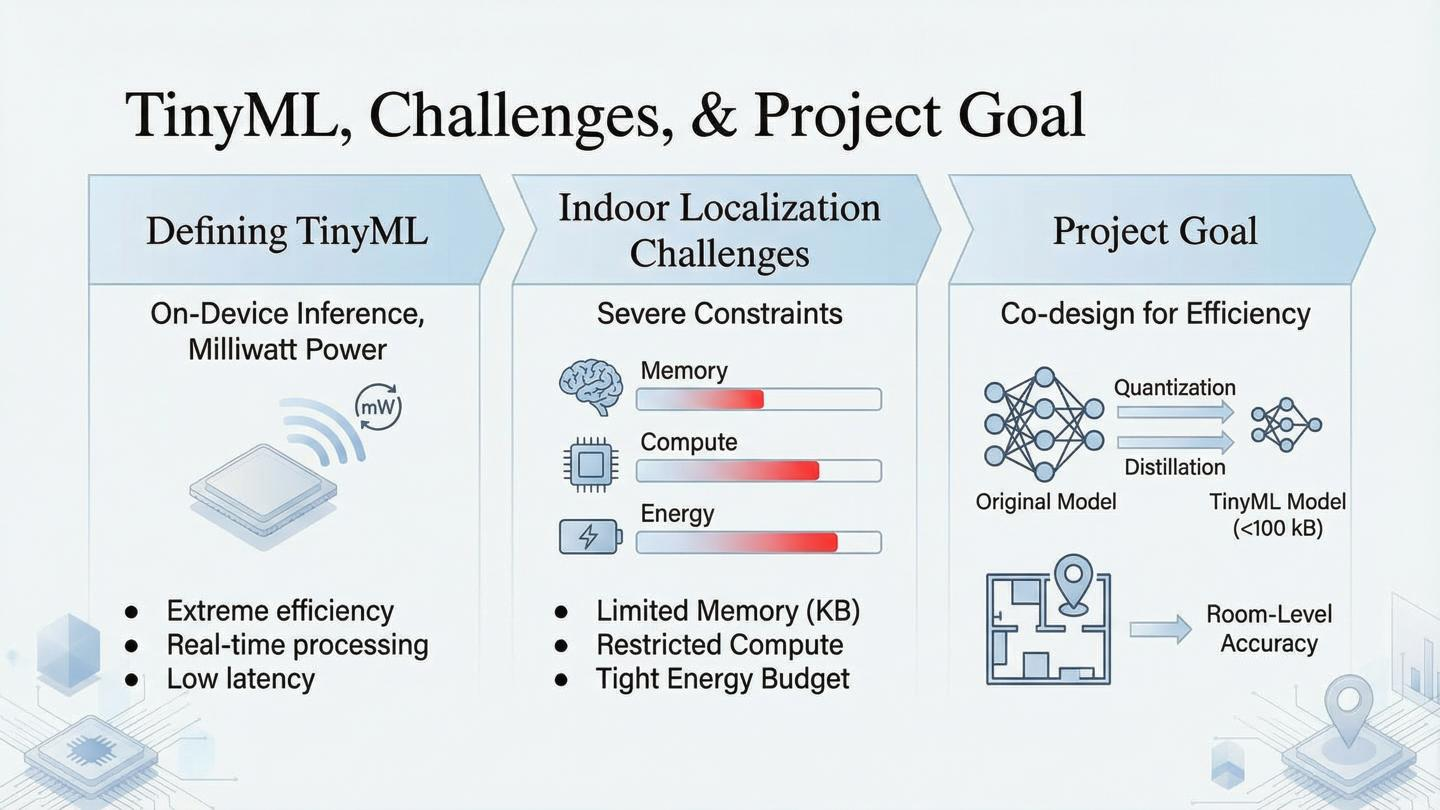 TinyML, Challenges, & Project Goal
Defining TinyML
On-Device Inference,
Milliwatt Power
mW
● Extreme efficiency
● Real-time processing
● Low latency
Indoor Localization
Challenges
Severe Constraints
Memory
Compute
Energy
● Limited Memory (KB)
● Restricted Compute
● Tight Energy Budget
Project Goal
Co-design for Efficiency
Quantization
Distillation
Original Model
TinyML Model
(<100 kB)
Room-Level
Accuracy